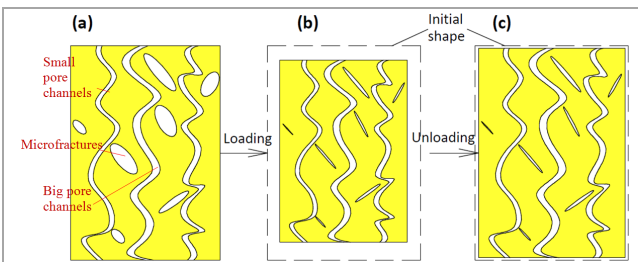 (a)
(b)
Initial
shape
(c)
Small
pore
channels
Microfractures
Big pore
channels
Loading
Unloading